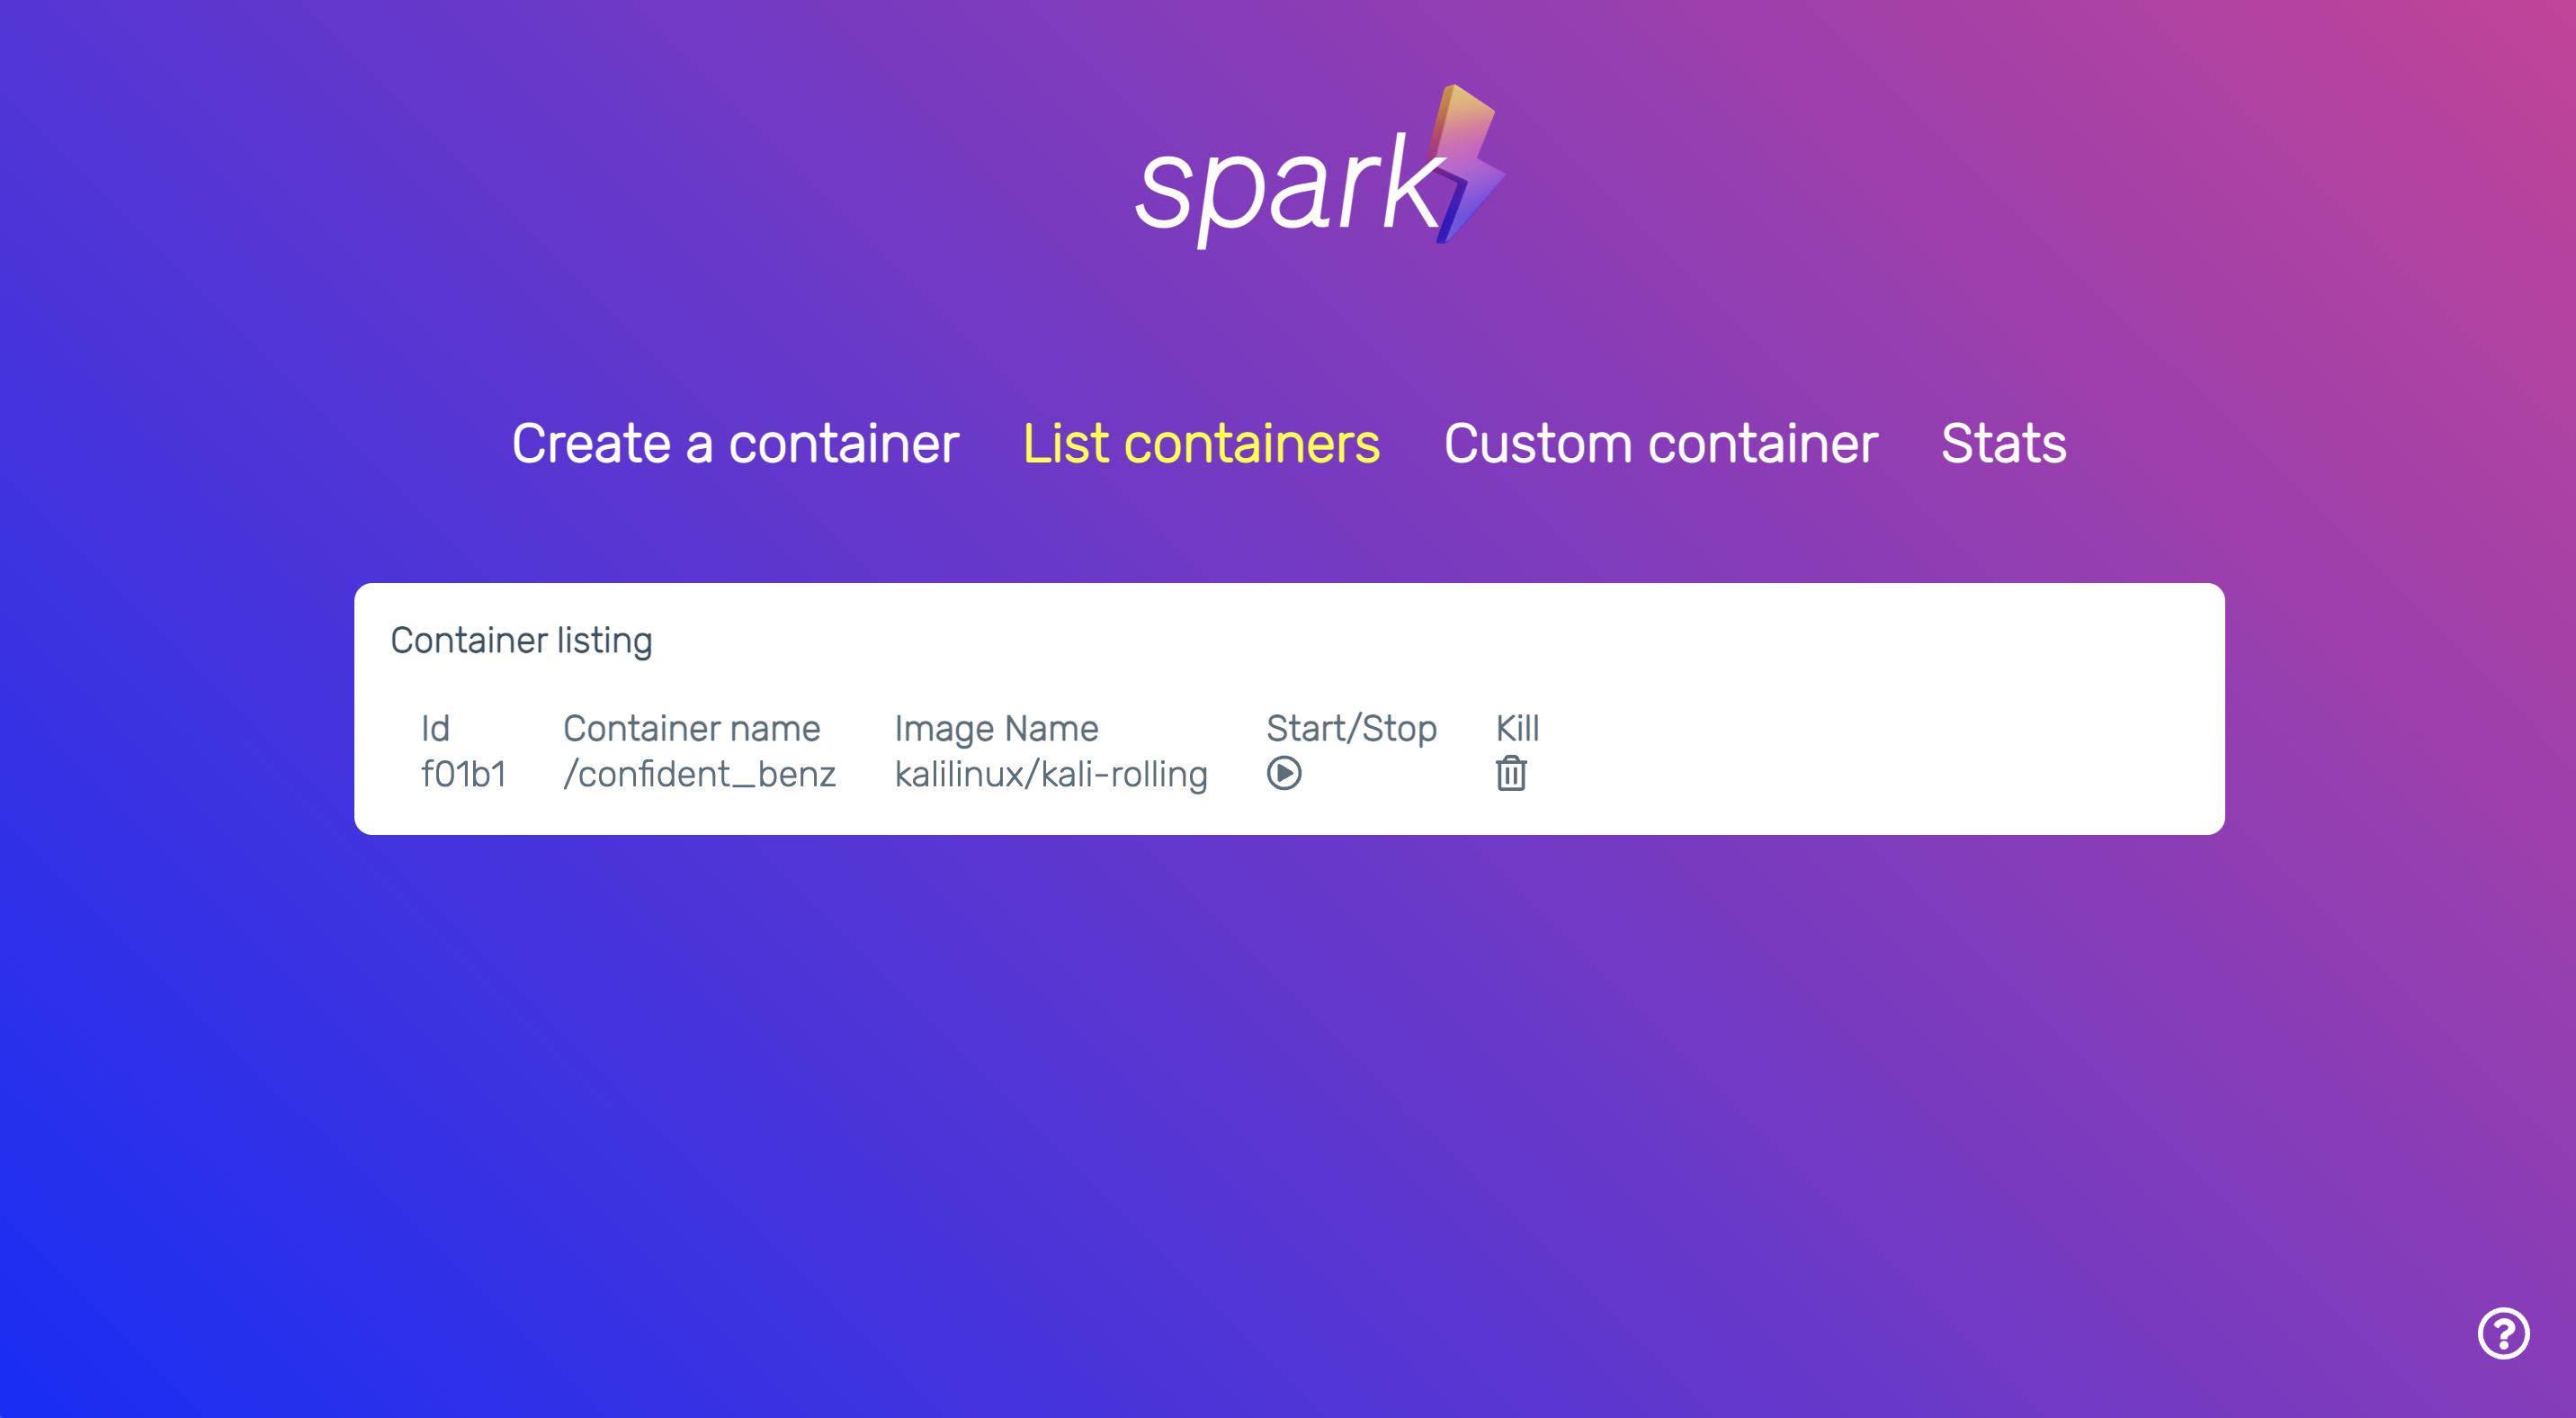 spark
Create a container List containers Custom container Stats
Container listing
Id Container name Image Name Start/Stop Kill
f01b1 /confident_benz kalilinux/kali-rolling
?